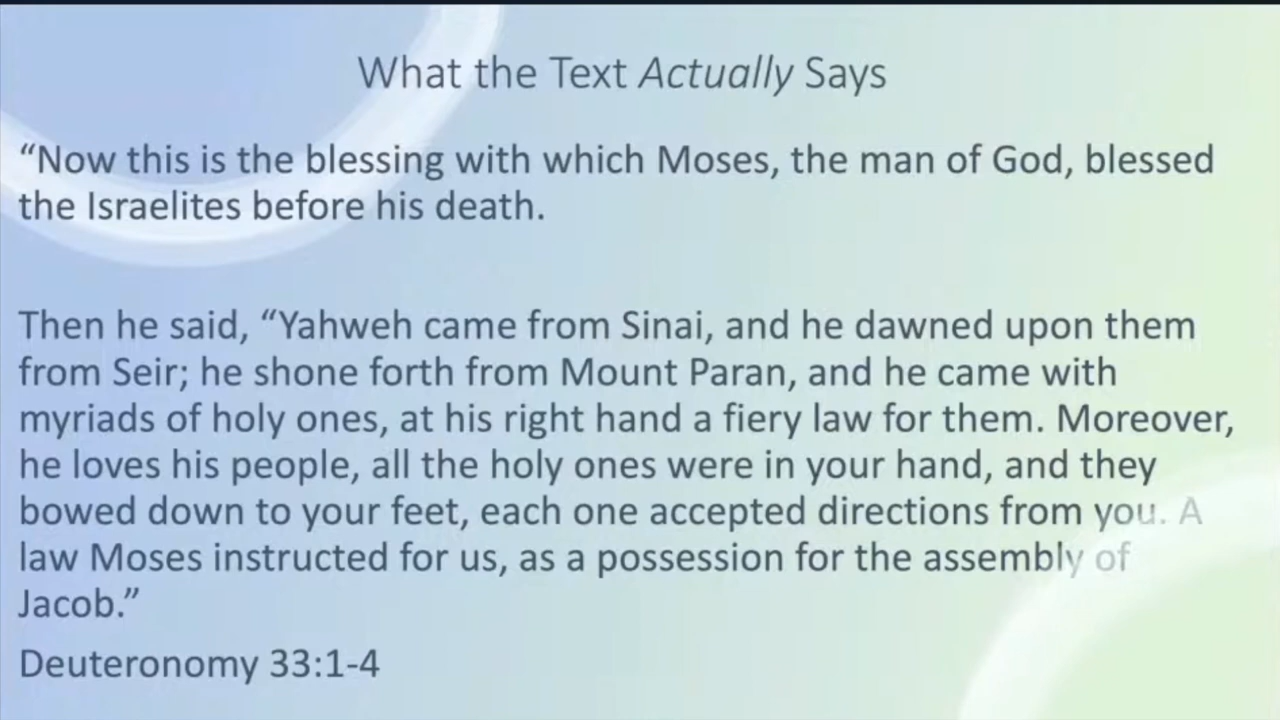 What the Text Actually Says
“Now this is the blessing with which Moses, the man of God, blessed
the Israelites before his death.
Then he said, “Yahweh came from Sinai, and he dawned upon them
from Seir; he shone forth from Mount Paran, and he came with
myriads of holy ones, at his right hand a fiery law for them. Moreover,
he loves his people, all the holy ones were in your hand, and they
bowed down to your feet, each one accepted directions from you. A
law Moses instructed for us, as a possession for the assembly of
Jacob.”
Deuteronomy 33:1-4